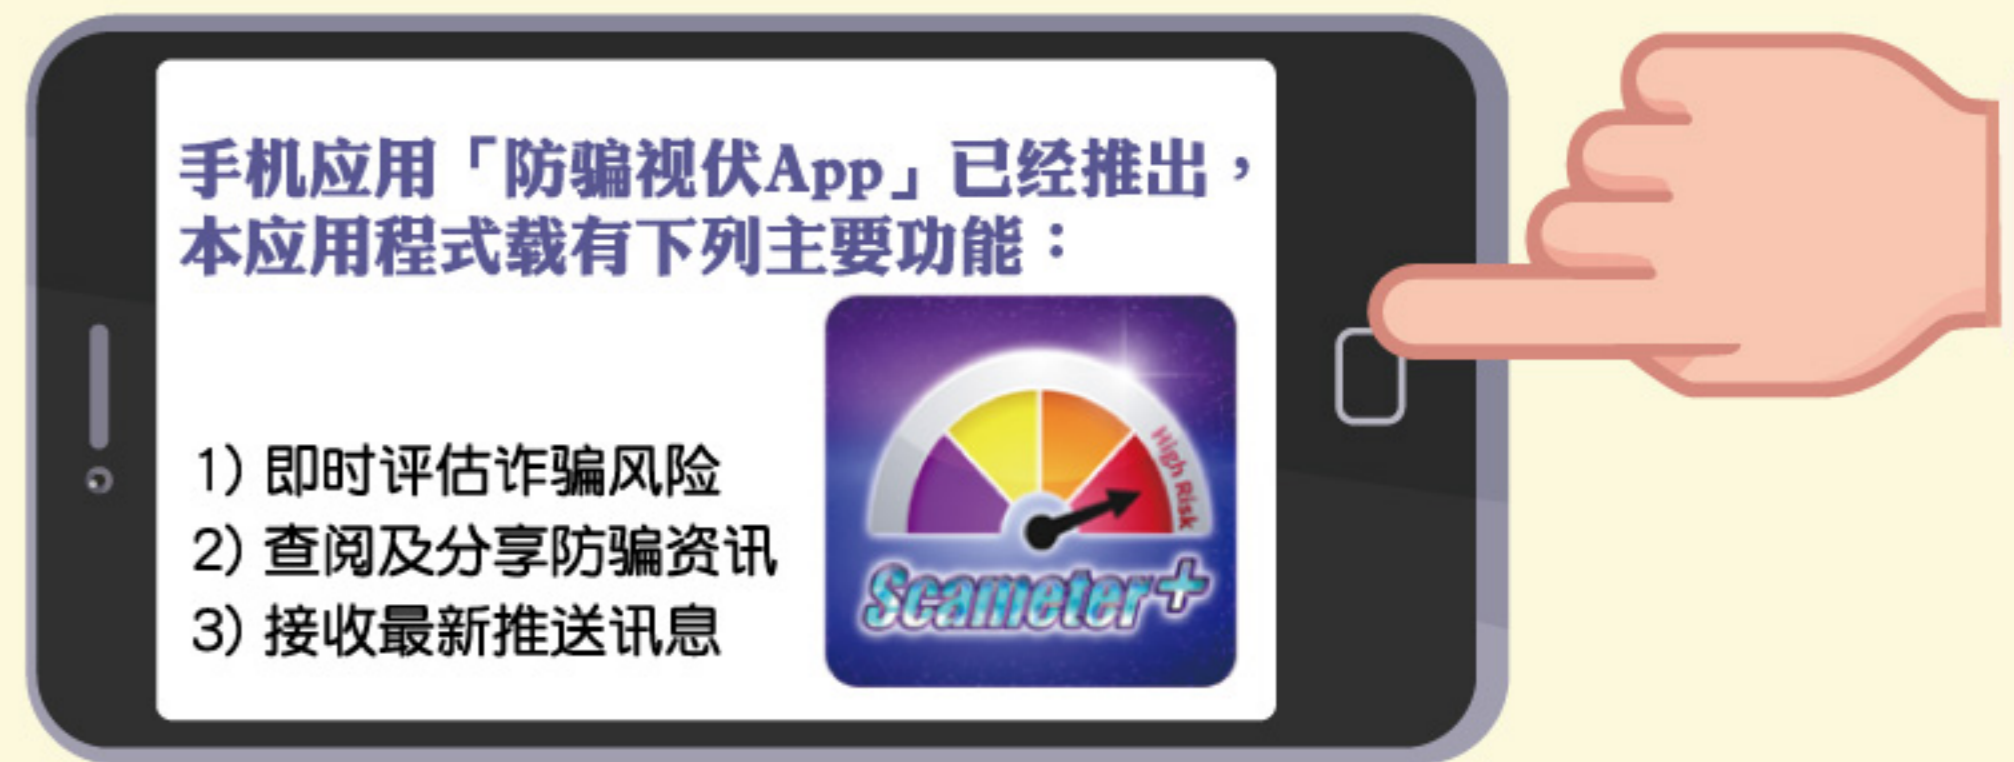 手机应用「防骗视伏App」已经推出，
本应用程式载有下列主要功能：
1) 即时评估诈骗风险
2) 查阅及分享防骗资讯
3) 接收最新推送讯息
High Risk
Scameter+